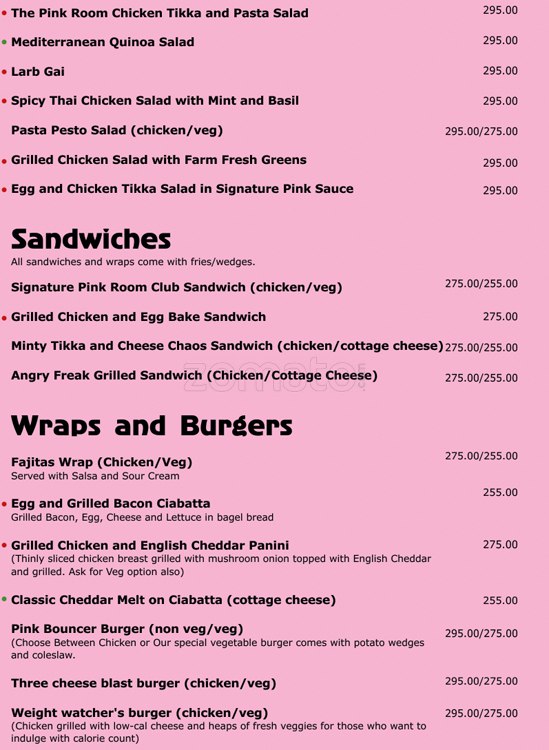 The Pink Room Chicken Tikka and Pasta Salad 295.00
Mediterranean Quinoa Salad 295.00
Larb Gai 295.00
Spicy Thai Chicken Salad with Mint and Basil 295.00
Pasta Pesto Salad (chicken/veg) 295.00/275.00
Grilled Chicken Salad with Farm Fresh Greens 295.00
Egg and Chicken Tikka Salad in Signature Pink Sauce 295.00
Sandwiches
All sandwiches and wraps come with fries/wedges.
Signature Pink Room Club Sandwich (chicken/veg) 275.00/255.00
Grilled Chicken and Egg Bake Sandwich 275.00
Minty Tikka and Cheese Chaos Sandwich (chicken/cottage cheese) 275.00/255.00
zomato
Angry Freak Grilled Sandwich (Chicken/Cottage Cheese) 275.00/255.00
Wraps and Burgers
Fajitas Wrap (Chicken/Veg) 275.00/255.00
Served with Salsa and Sour Cream
Egg and Grilled Bacon Ciabatta 255.00
Grilled Bacon, Egg, Cheese and Lettuce in bagel bread
Grilled Chicken and English Cheddar Panini 275.00
(Thinly sliced chicken breast grilled with mushroom onion topped with English Cheddar
and grilled. Ask for Veg option also)
Classic Cheddar Melt on Ciabatta (cottage cheese) 255.00
Pink Bouncer Burger (non veg/veg) 295.00/275.00
(Choose Between Chicken or Our special vegetable burger comes with potato wedges
and coleslaw.
Three cheese blast burger (chicken/veg) 295.00/275.00
Weight watcher's burger (chicken/veg) 295.00/275.00
(Chicken grilled with low-cal cheese and heaps of fresh veggies for those who want to
indulge with calorie count)